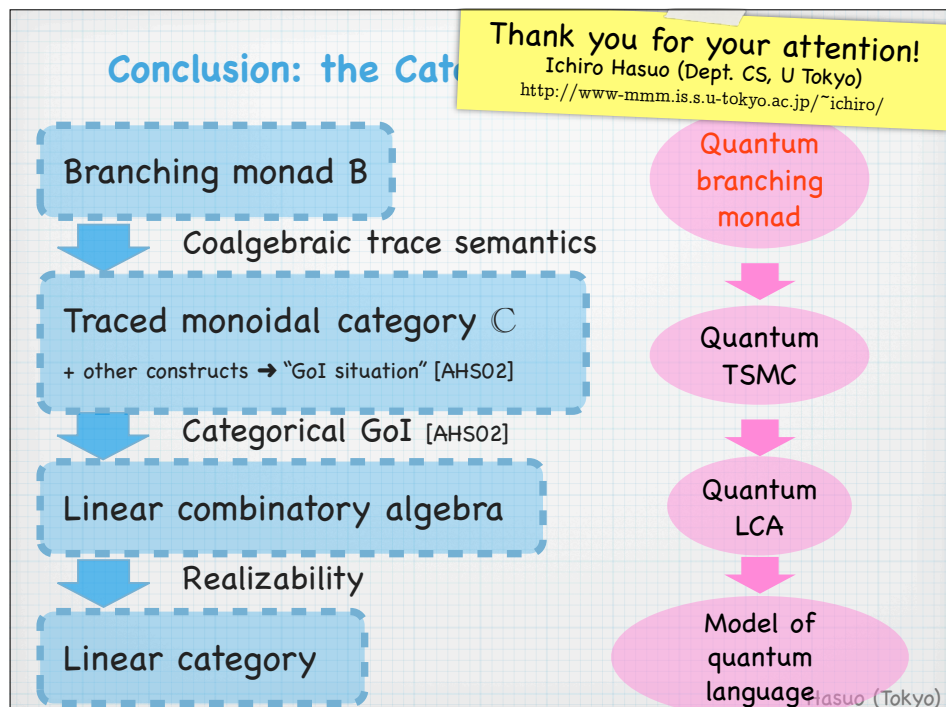 Thank you for your attention!
Ichiro Hasuo (Dept. CS, U Tokyo)
http://www-mmm.is.s.u-tokyo.ac.jp/~ichiro/
Conclusion: the
Branching monad B
Coalgebraic trace semantics
Traced monoidal category ℂ
+ other constructs ➜ “GoI situation” [AHS02]
Categorical GoI [AHS02]
Linear combinatory algebra
Realizability
Linear category
Quantum
branching
monad
Quantum
TSMC
Quantum
LCA
Model of
quantum
language
Hasuo (Tokyo)